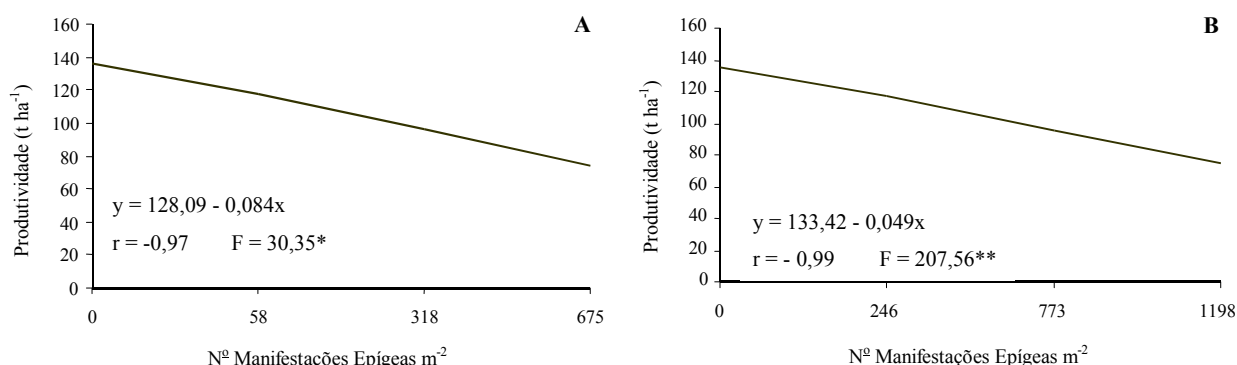 A
Produtividade (t ha-1)
160
140
120
100
80
60
40
20
0
y = 128,09 - 0,084x
r = -0,97 F = 30,35*
0 58 318 675
Nº Manifestações Epígeas m-2
B
Produtividade (t ha-1)
160
140
120
100
80
60
40
20
0
y = 133,42 - 0,049x
r = - 0,99 F = 207,56**
0 246 773 1198
Nº Manifestações Epígeas m-2